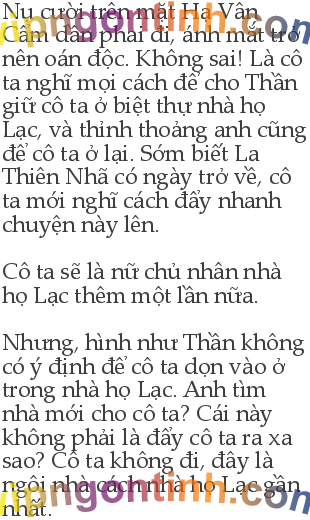 Nụ cười trên mặt Hạ Vân
Cẩm dần phai đi, ánh mắt trở
nên oán độc. Không sai! Là cô
ta nghĩ mọi cách để cho Thần
giữ cô ta ở biệt thự nhà họ
Lạc, và thỉnh thoảng anh cũng
để cô ta ở lại. Sớm biết La
Thiên Nhã có ngày trở về, cô
ta mới nghĩ cách đẩy nhanh
chuyện này lên.
Cô ta sẽ là nữ chủ nhân nhà
họ Lạc thêm một lần nữa.
Nhưng, hình như Thần không
có ý định để cô ta dọn vào ở
trong nhà họ Lạc. Anh tìm
nhà mới cho cô ta? Cái này
không phải là đẩy cô ta ra xa
sao? Cô ta không đi, đây là
ngôi nhà cách nhà họ Lạc gần
nhất.
vipngontinh.com
vipngontinh.com